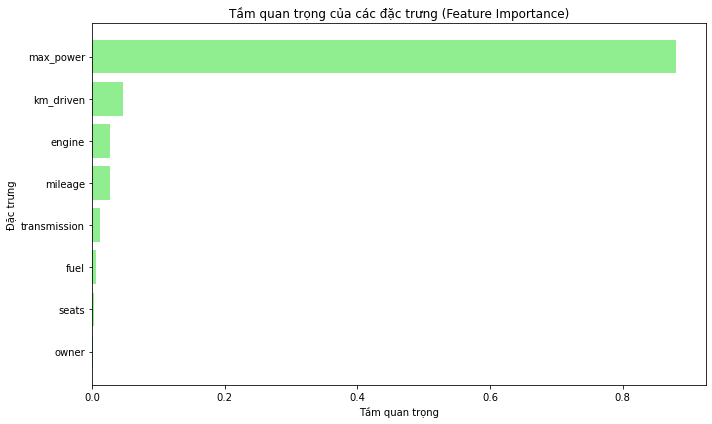 Tầm quan trọng của các đặc trưng (Feature Importance)
Đặc trưng
max_power
km_driven
engine
mileage
transmission
fuel
seats
owner
0.0 0.2 0.4 0.6 0.8
Tầm quan trọng